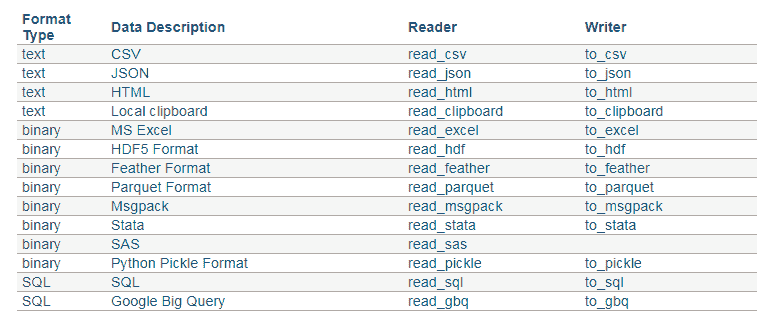 Format Type Data Description Reader Writer
text CSV read_csv to_csv
text JSON read_json to_json
text HTML read_html to_html
text Local clipboard read_clipboard to_clipboard
binary MS Excel read_excel to_excel
binary HDF5 Format read_hdf to_hdf
binary Feather Format read_feather to_feather
binary Parquet Format read_parquet to_parquet
binary Msgpack read_msgpack to_msgpack
binary Stata read_stata to_stata
binary SAS read_sas
binary Python Pickle Format read_pickle to_pickle
SQL SQL read_sql to_sql
SQL Google Big Query read_gbq to_gbq